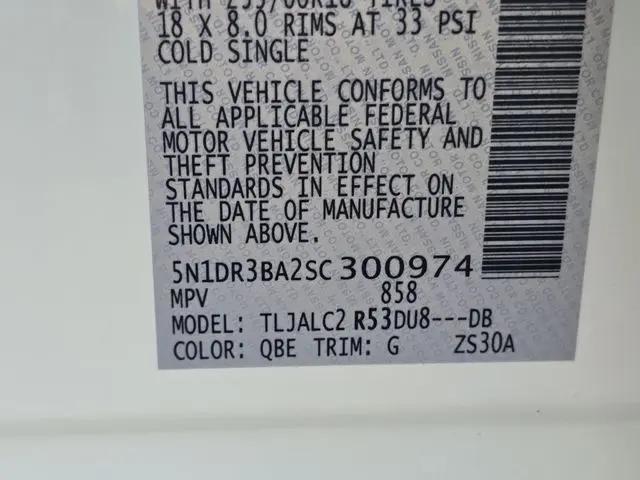 18 X 8.0 RIMS AT 33 PSI
COLD SINGLE
THIS VEHICLE CONFORMS TO
ALL APPLICABLE FEDERAL
MOTOR VEHICLE SAFETY AND
THEFT PREVENTION
STANDARDS IN EFFECT ON
THE DATE OF MANUFACTURE
SHOWN ABOVE.
5N1DR3BA2SC300974
MPV 858
MODEL: TLJALC2 R53DU8---DB
COLOR: QBE TRIM: G ZS30A